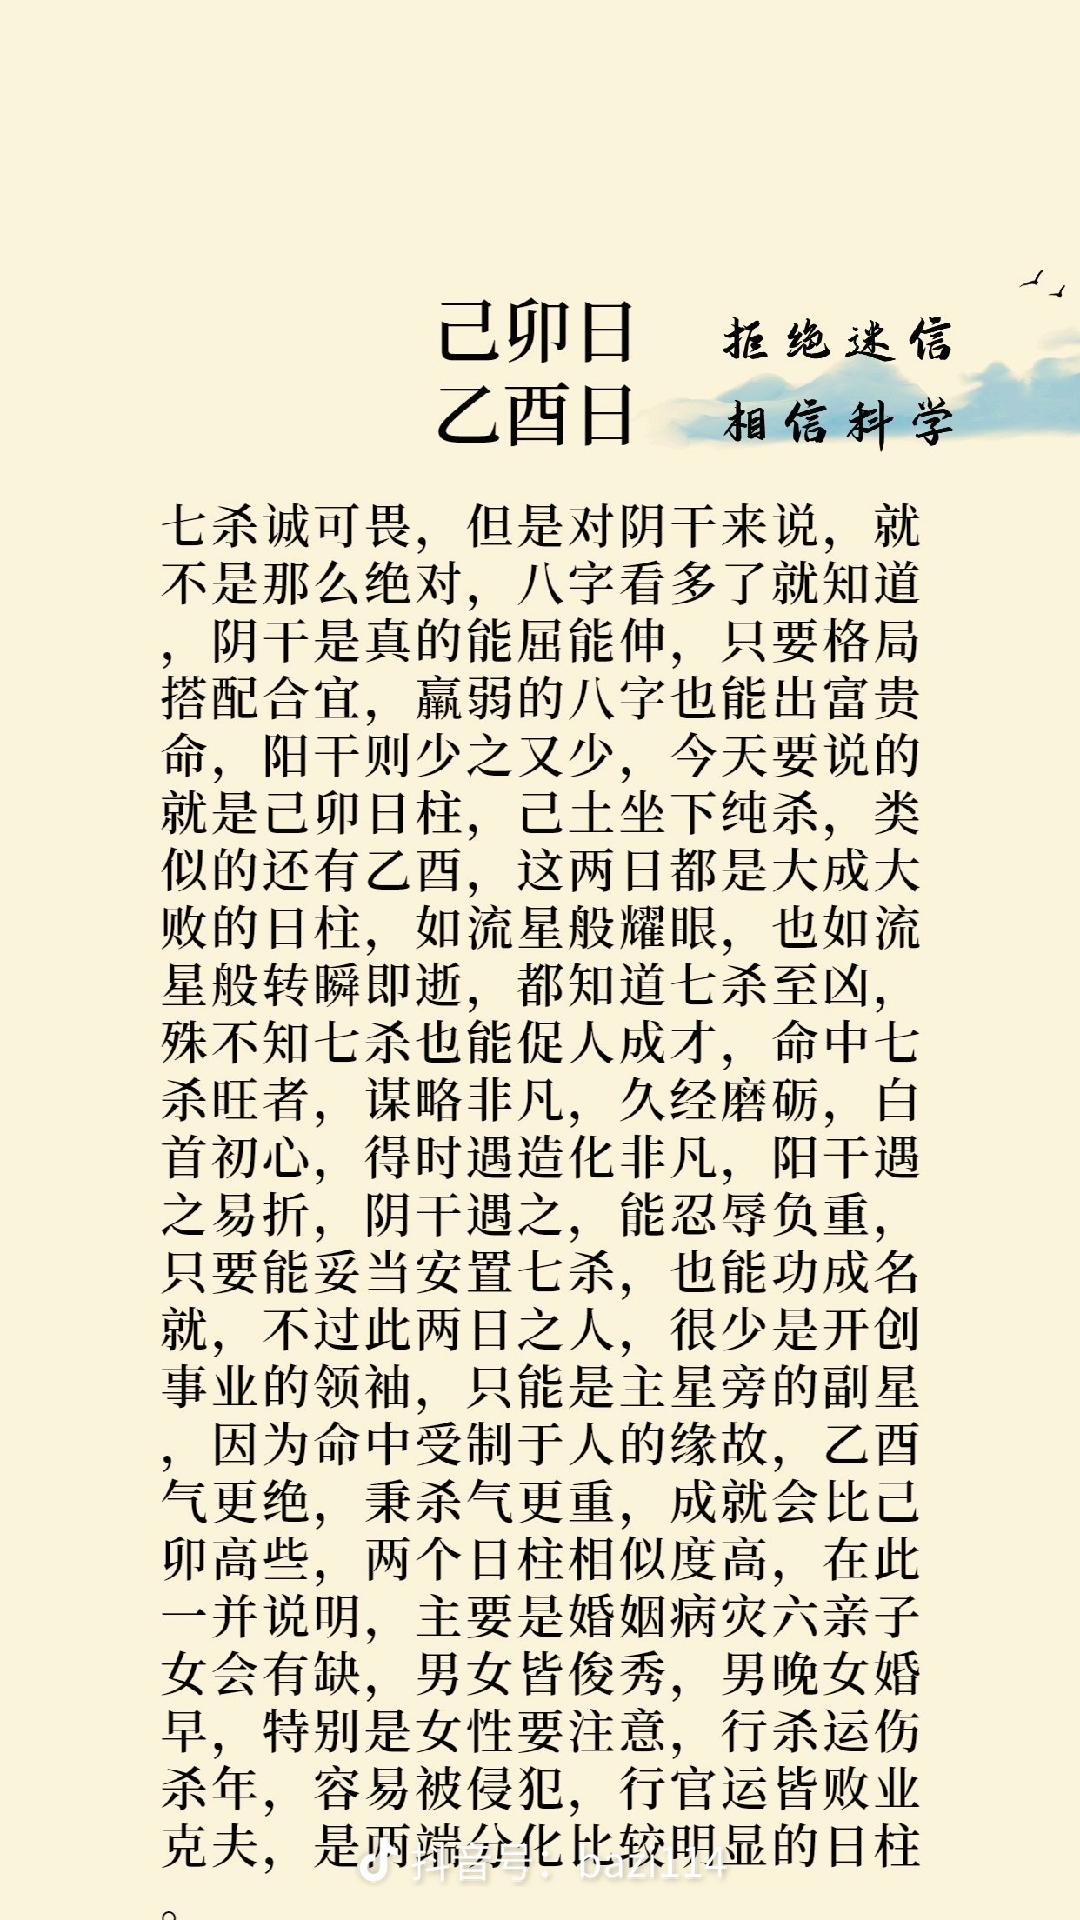 己卯日
乙酉日
拒绝迷信
相信科学
七杀诚可畏，但是对阴干来说，就
不是那么绝对，八字看多了就知道
，阴干是真的能屈能伸，只要格局
搭配合宜，羸弱的八字也能出富贵
命，阳干则少之又少，今天要说的
就是己卯日柱，己土坐下纯杀，类
似的还有乙酉，这两日都是大成大
败的日柱，如流星般耀眼，也如流
星般转瞬即逝，都知道七杀至凶，
殊不知七杀也能促人成才，命中七
杀旺者，谋略非凡，久经磨砺，白
首初心，得时遇造化非凡，阳干遇
之易折，阴干遇之，能忍辱负重，
只要能妥当安置七杀，也能功成名
就，不过此两日之人，很少是开创
事业的领袖，只能是主星旁的副星
，因为命中受制于人的缘故，乙酉
气更绝，秉杀气更重，成就会比己
卯高些，两个日柱相似度高，在此
一并说明，主要是婚姻病灾六亲子
女会有缺，男女皆俊秀，男晚女婚
早，特别是女性要注意，行杀运伤
杀年，容易被侵犯，行官运皆败业
克夫，是两端分化比较明显的日柱
。
抖音号：bazi114